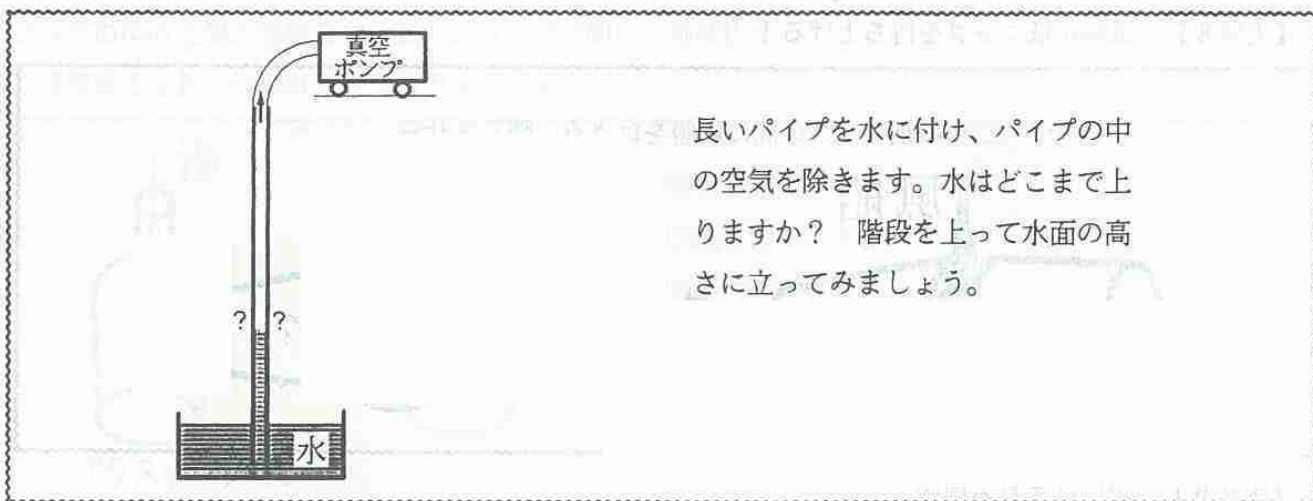 真空
ポンプ
長いパイプを水に付け、パイプの中
の空気を除きます。水はどこまで上
りますか？　階段を上って水面の高
さに立ってみましょう。
? ?
水